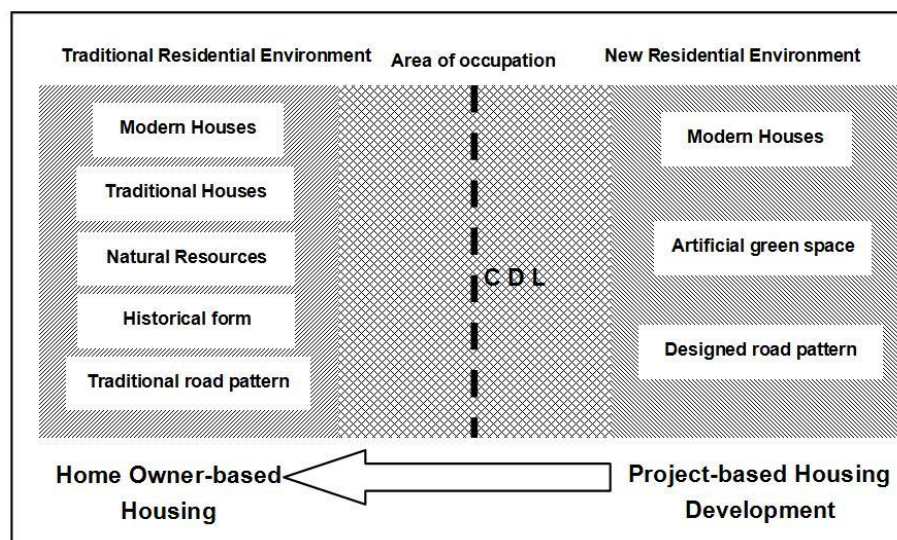 Traditional Residential Environment
Area of occupation
New Residential Environment
Modern Houses
Traditional Houses
Natural Resources
Historical form
Traditional road pattern
C D L
Modern Houses
Artificial green space
Designed road pattern
Home Owner-based
Housing
Project-based Housing
Development